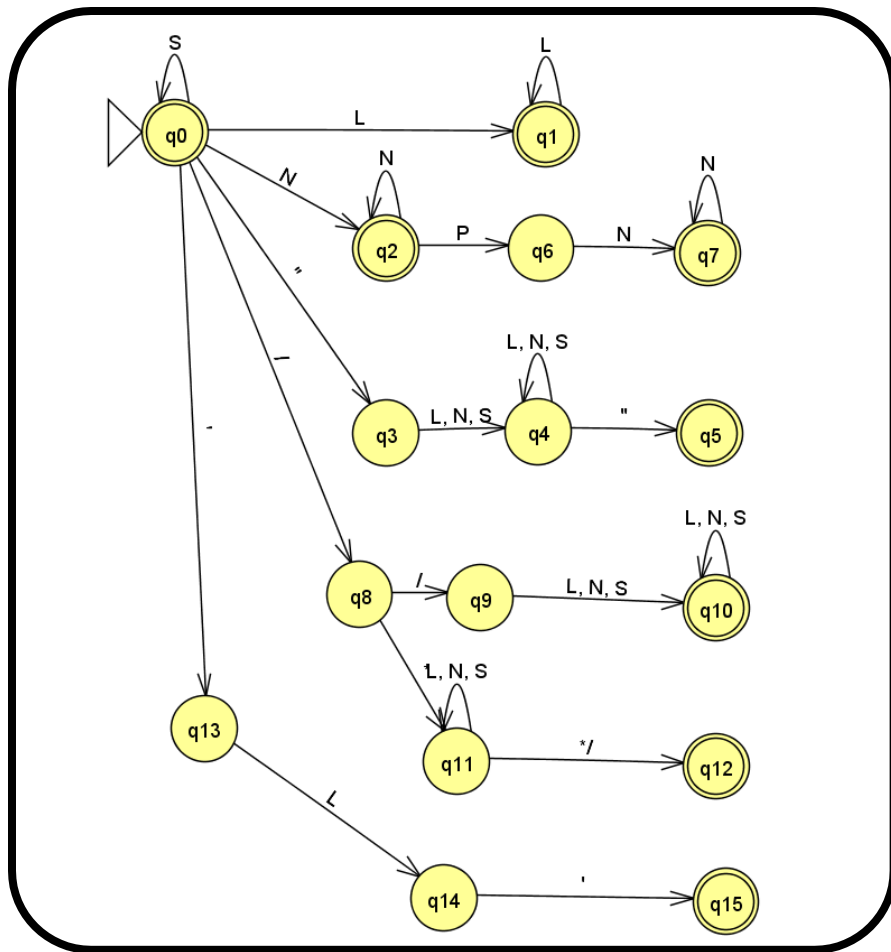 S
L
q0
L
q1
N
N
N
q2
P
q6
N
q7
"
/
'
L, N, S
q3
L, N, S
q4
"
q5
L, N, S
q8
/
q9
L, N, S
q10
L, N, S
q13
q11
*/
q12
L
q14
'
q15